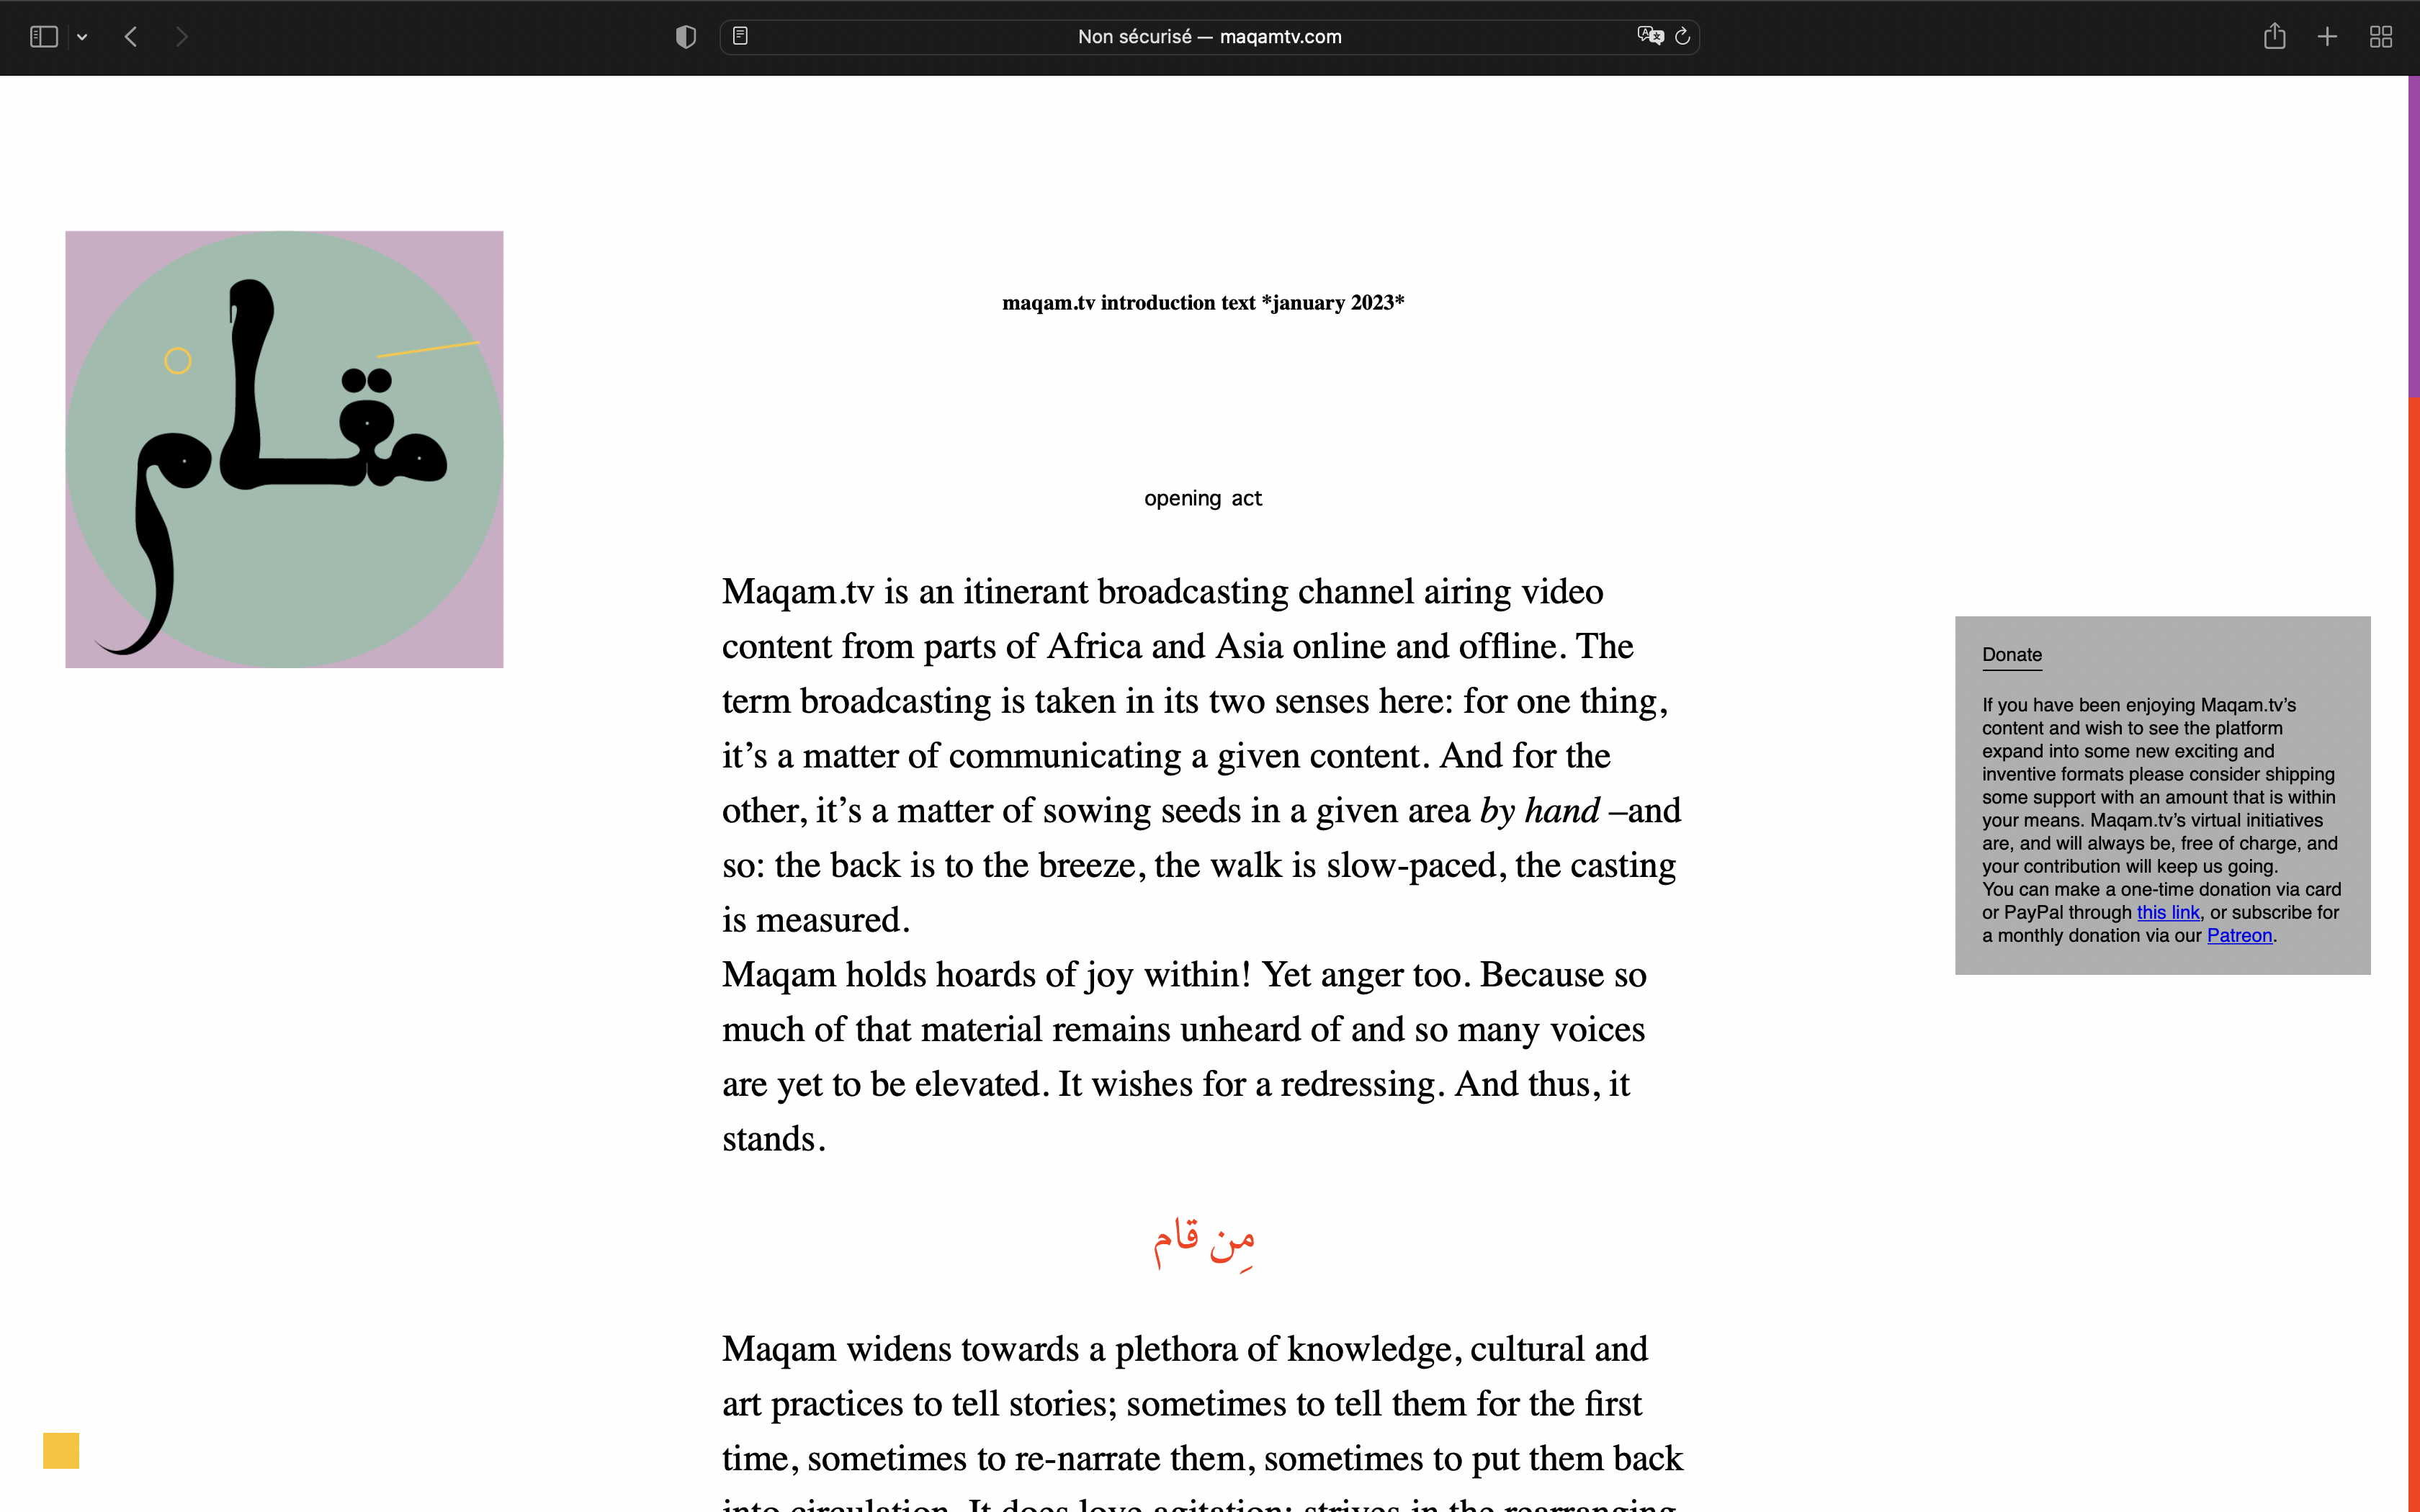 Non sécurisé — maqamtv.com
مقام
maqam.tv introduction text *january 2023*
opening act
Maqam.tv is an itinerant broadcasting channel airing video
content from parts of Africa and Asia online and offline. The
term broadcasting is taken in its two senses here: for one thing,
it’s a matter of communicating a given content. And for the
other, it’s a matter of sowing seeds in a given area by hand –and
so: the back is to the breeze, the walk is slow-paced, the casting
is measured.
Maqam holds hoards of joy within! Yet anger too. Because so
much of that material remains unheard of and so many voices
are yet to be elevated. It wishes for a redressing. And thus, it
stands.
مِن قام
Maqam widens towards a plethora of knowledge, cultural and
art practices to tell stories; sometimes to tell them for the first
time, sometimes to re-narrate them, sometimes to put them back
into circulation. It does love agitation; strives in the rearranging
Donate
If you have been enjoying Maqam.tv’s
content and wish to see the platform
expand into some new exciting and
inventive formats please consider shipping
some support with an amount that is within
your means. Maqam.tv’s virtual initiatives
are, and will always be, free of charge, and
your contribution will keep us going.
You can make a one-time donation via card
or PayPal through this link, or subscribe for
a monthly donation via our Patreon.